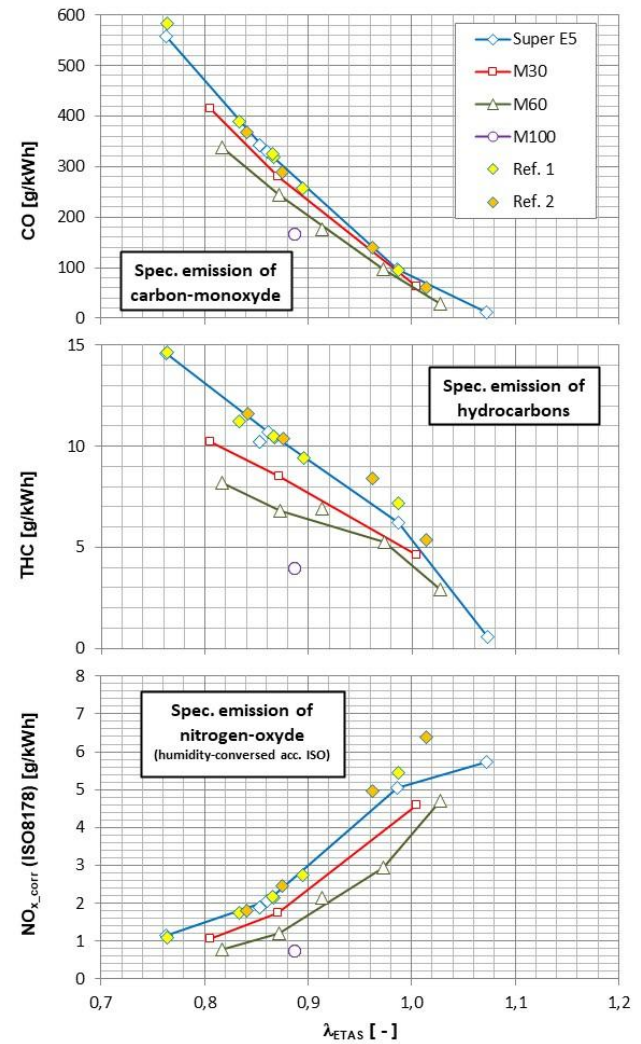 600
500
400
300
200
100
0
CO [g/kWh]
Super E5
M30
M60
M100
Ref. 1
Ref. 2
Spec. emission of
carbon-monoxyde
15
10
5
0
THC [g/kWh]
Spec. emission of
hydrocarbons
8
7
6
5
4
3
2
1
0
NOx_corr (ISO8178) [g/kWh]
Spec. emission of
nitrogen-oxyde
(humidity-conversed acc. ISO)
0,7 0,8 0,9 1,0 1,1 1,2
λETAS [ - ]